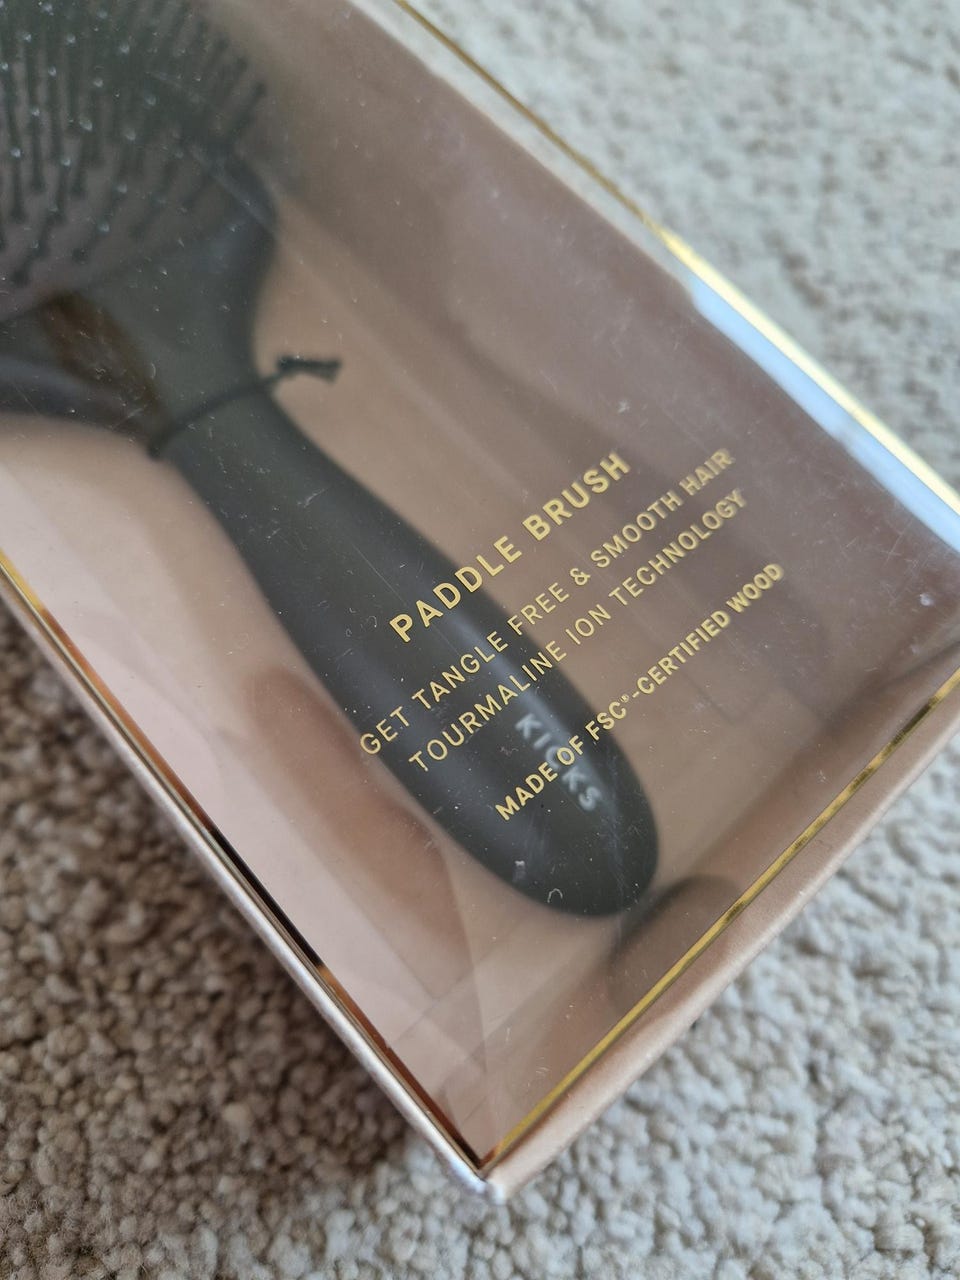 PADDLE BRUSH
GET TANGLE FREE & SMOOTH HAIR
TOURMALINE ION TECHNOLOGY
MADE OF FSC®-CERTIFIED WOOD
KICKS